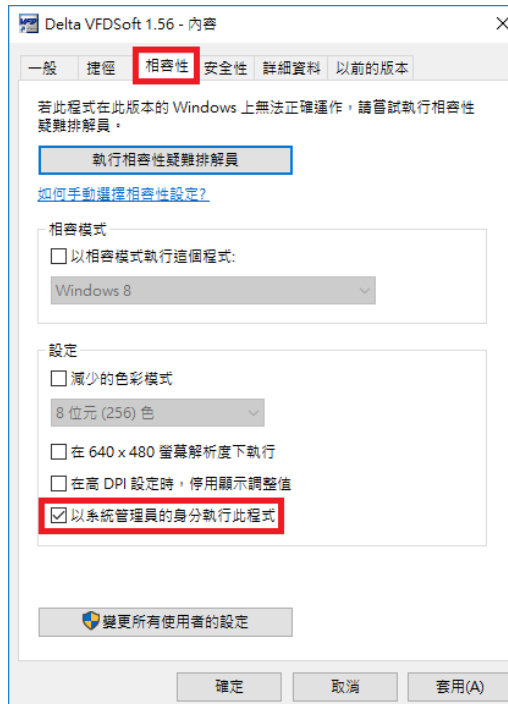 Delta VFDSoft 1.56 - 內容
一般 捷徑 相容性 安全性 詳細資料 以前的版本
若此程式在此版本的 Windows 上無法正確運作，請嘗試執行相容性
疑難排解員。
執行相容性疑難排解員
如何手動選擇相容性設定?
相容模式
以相容模式執行這個程式:
Windows 8
設定
減少的色彩模式
8 位元 (256) 色
在 640 x 480 螢幕解析度下執行
在高 DPI 設定時，停用顯示調整值
以系統管理員的身分執行此程式
變更所有使用者的設定
確定 取消 套用(A)